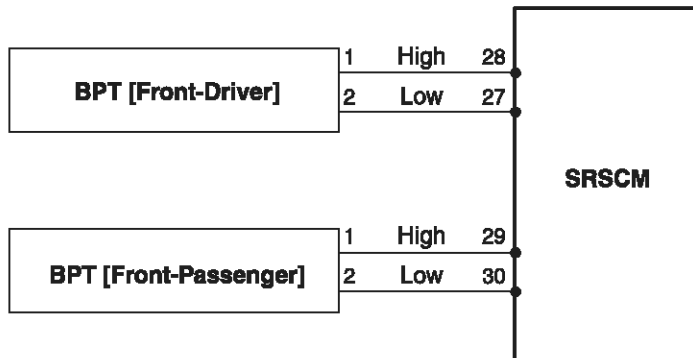 1 High 28
BPT [Front-Driver]
2 Low 27
SRSCM
1 High 29
BPT [Front-Passenger]
2 Low 30